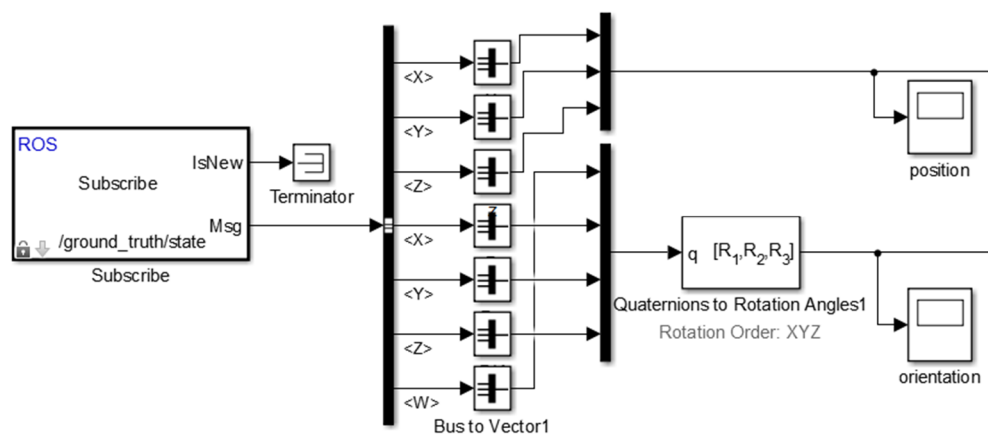 <X>
<Y>
<Z>
<X>
<Y>
<Z>
<W>
ROS
IsNew
Subscribe
Msg
/ground_truth/state
Subscribe
Terminator
Bus to Vector1
position
q [R1,R2,R3]
Quaternions to Rotation Angles1
Rotation Order: XYZ
orientation